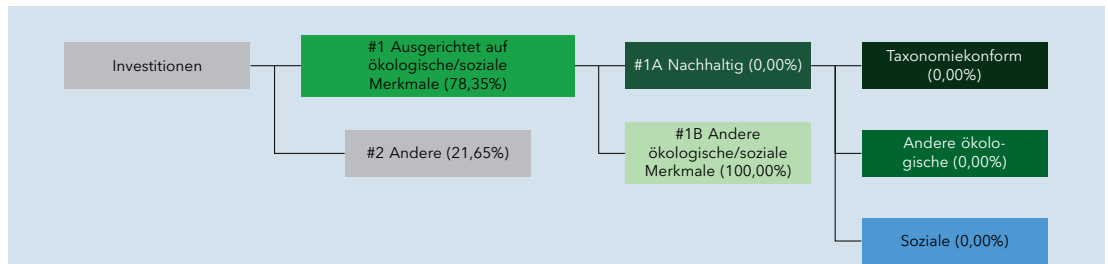 Investitionen
#1 Ausgerichtet auf
ökologische/soziale
Merkmale (78,35%)
#2 Andere (21,65%)
#1A Nachhaltig (0,00%)
#1B Andere
ökologische/soziale
Merkmale (100,00%)
Taxonomiekonform
(0,00%)
Andere ökolo-
gische (0,00%)
Soziale (0,00%)